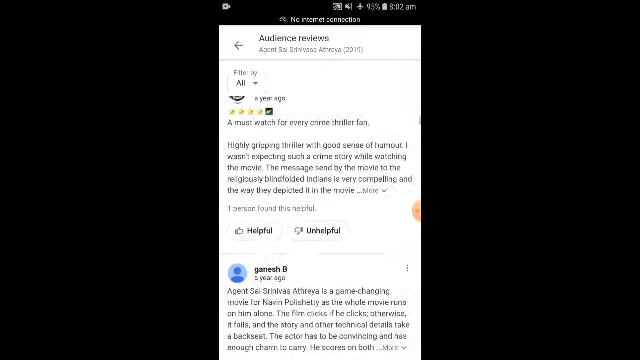 95% 8:02 am
No internet connection
Audience reviews
Agent Sai Srinivasa Athreya (2019)
Filter by
All
a year ago
A must watch for every crime thriller fan.
Highly gripping thriller with good sense of humour. I
wasn't expecting such a crime story while watching
the movie. The message send by the movie to the
religiously blindfolded Indians is very compelling and
the way they depicted it in the movie ...More
1 person found this helpful.
Helpful Unhelpful
ganesh B
a year ago
Agent Sai Srinivas Athreya is a game-changing
movie for Navin Polishetty as the whole movie runs
on him alone. The film clicks if he clicks; otherwise,
it fails, and the story and other technical details take
a backseat. The actor has to be convincing and has
enough charm to carry. He scores on both ...More